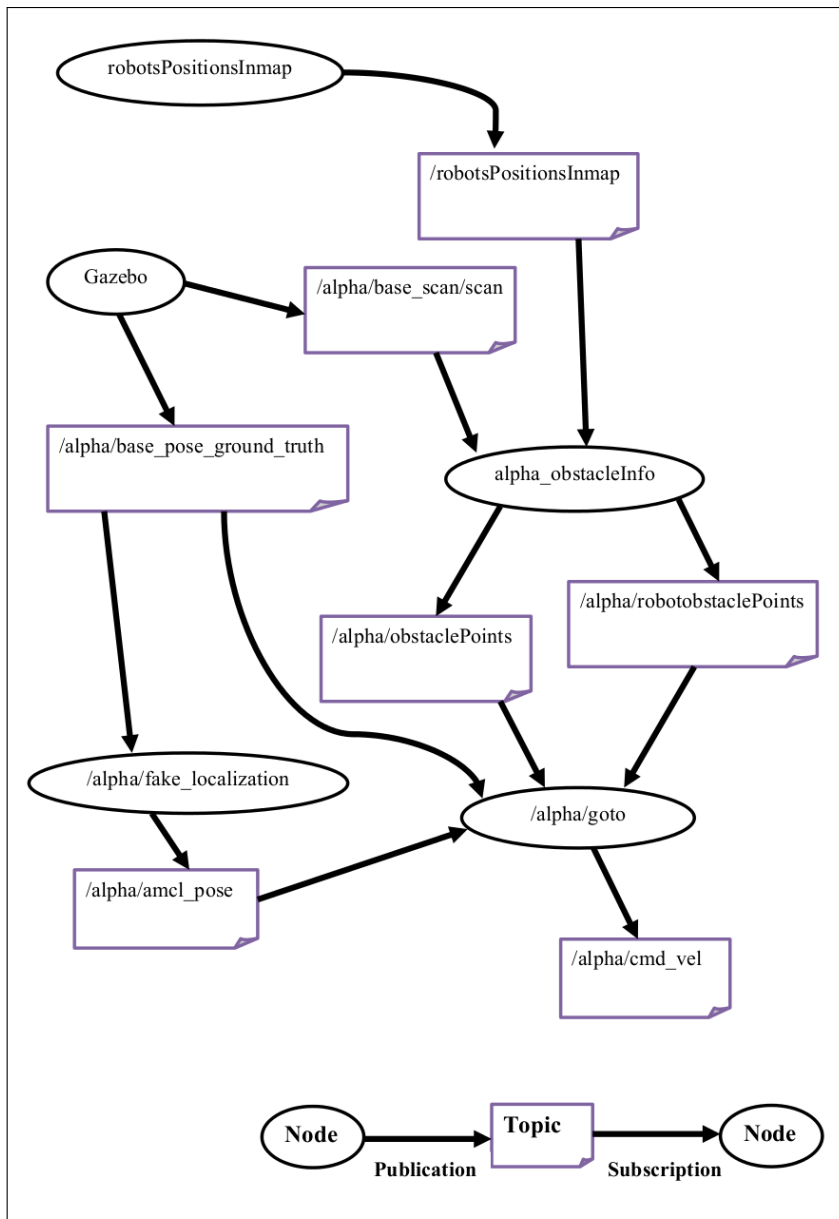 robotsPositionsInmap
/robotsPositionsInmap
Gazebo
/alpha/base_scan/scan
/alpha/base_pose_ground_truth
alpha_obstacleInfo
/alpha/robotobstaclePoints
/alpha/obstaclePoints
/alpha/fake_localization
/alpha/goto
/alpha/amcl_pose
/alpha/cmd_vel
Node
Publication
Topic
Subscription
Node